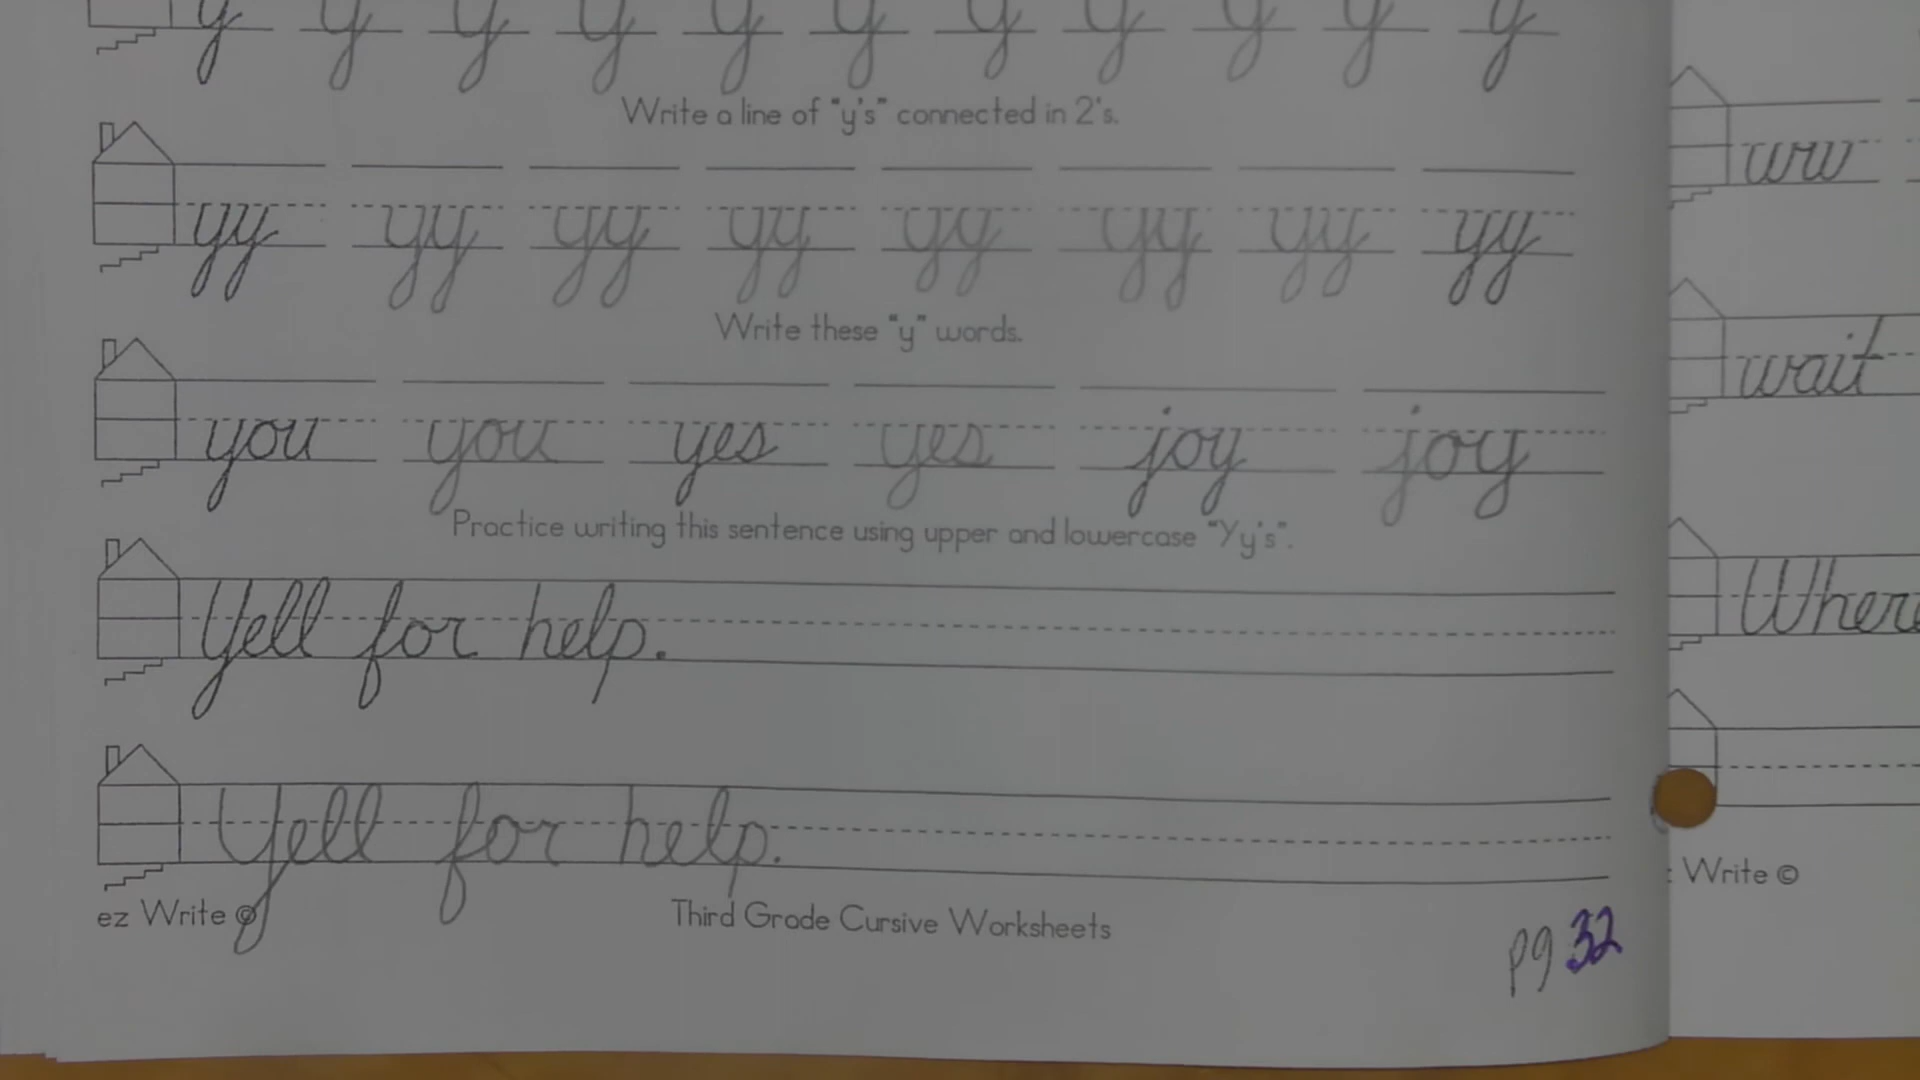 y y y y y y y y y y y
Write a line of "y's" connected in 2's.
yy yy yy yy yy yy yy yy
ww
Write these "y" words.
you you yes yes joy joy
wait
Practice writing this sentence using upper and lowercase "Yy's".
Yell for help.
Where
Yell for help.
ez Write © Third Grade Cursive Worksheets
Write ©
pg 32